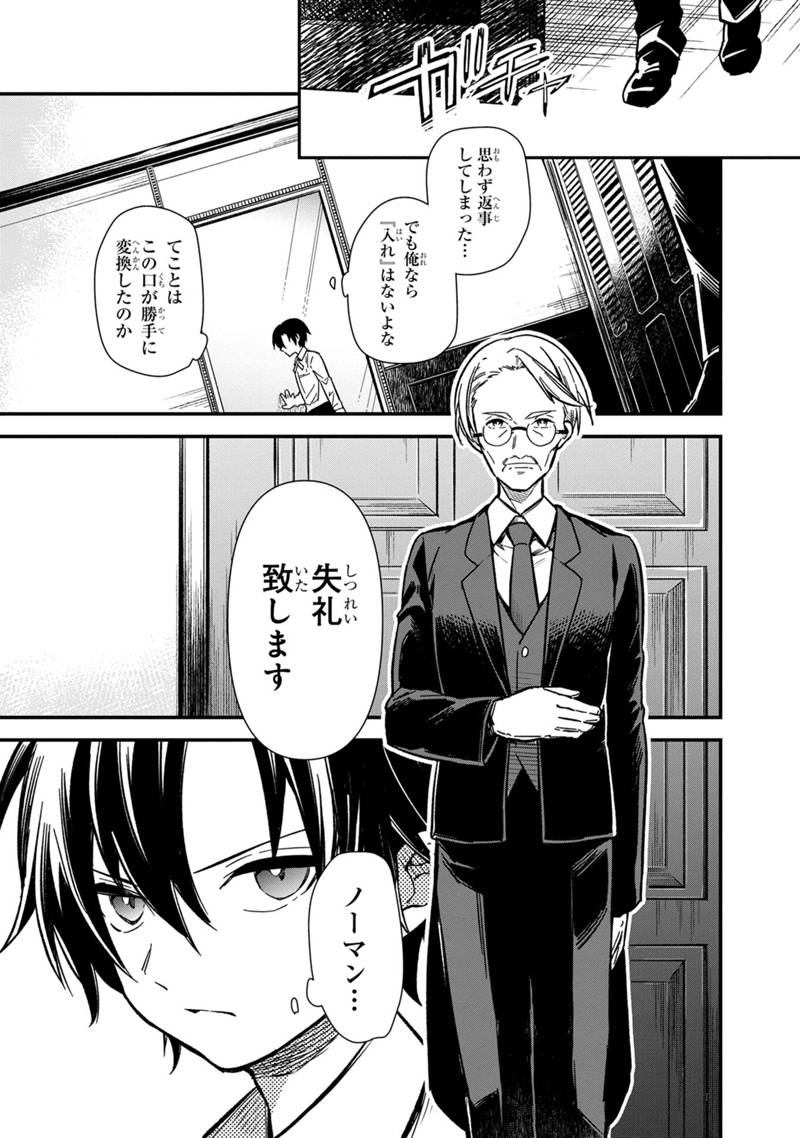 ガチャ
思わず返事
してしまった…
でも俺なら
『入れ』はないよな
てことは
この口が勝手に
変換したのか
失礼
致します
ノーマン…